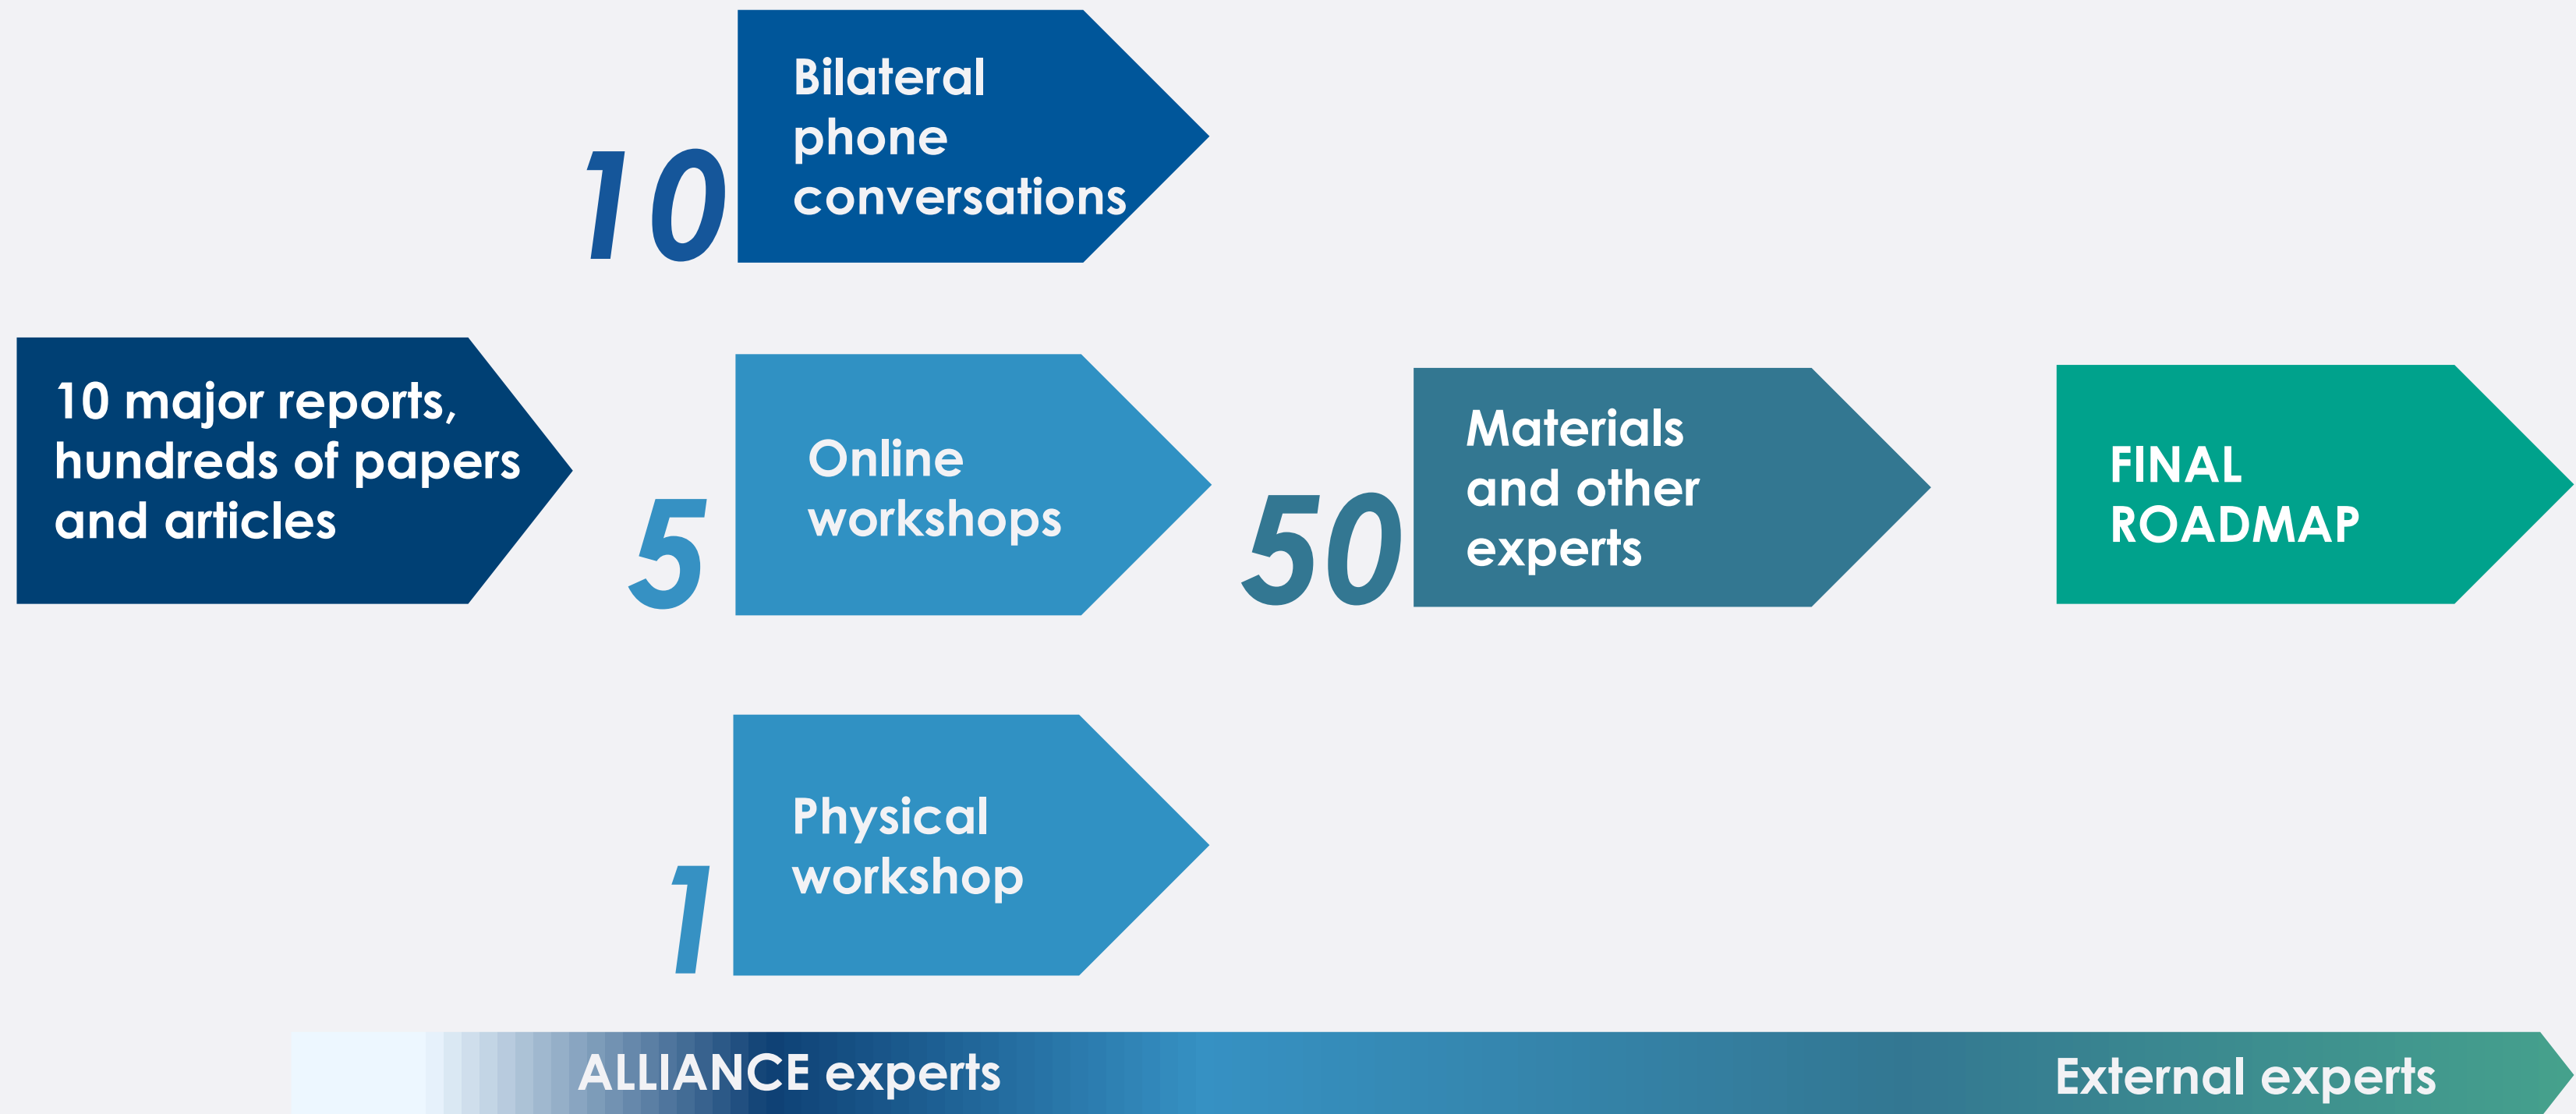 10 major reports,
hundreds of papers
and articles
10
Bilateral
phone
conversations
5
Online
workshops
1
Physical
workshop
50
Materials
and other
experts
FINAL
ROADMAP
ALLIANCE experts
External experts